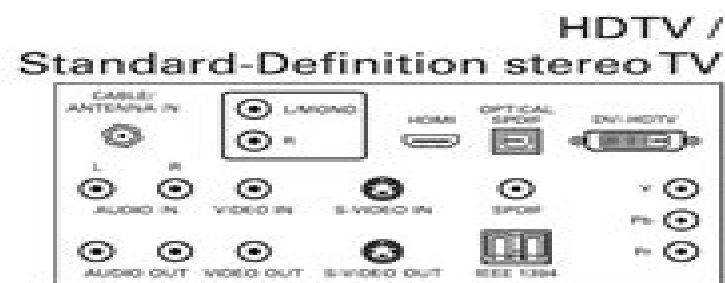 HDTV /
Standard-Definition stereo TV
CABLE/
ANTENNA IN
L/MONO
R
HDMI
OPTICAL
SPDIF
DVI-HDTV
L R
AUDIO IN VIDEO IN S-VIDEO IN SPDIF
Y
Pb
Pr
AUDIO OUT VIDEO OUT S-VIDEO OUT IEEE 1394